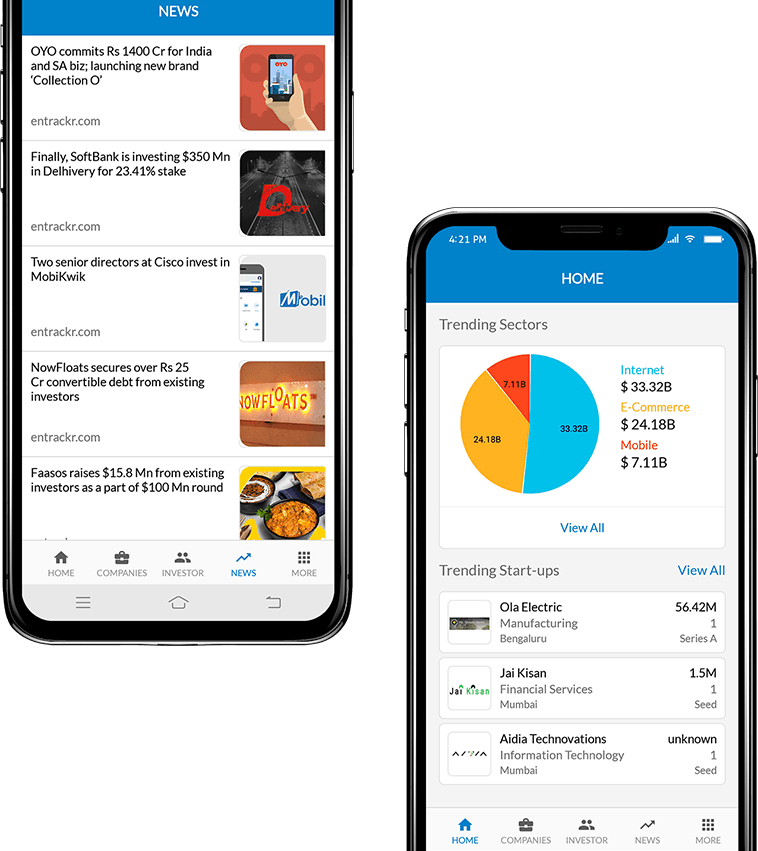 NEWS
OYO commits Rs 1400 Cr for India
and SA biz; launching new brand
‘Collection O’
entrackr.com
OYO
Finally, SoftBank is investing $350 Mn
in Delhivery for 23.41% stake
entrackr.com
Delhivery
Two senior directors at Cisco invest in
MobiKwik
entrackr.com
Mobil
NowFloats secures over Rs 25
Cr convertible debt from existing
investors
entrackr.com
NOWFLOATS
Faasos raises $15.8 Mn from existing
investors as a part of $100 Mn round
HOME
COMPANIES
INVESTOR
NEWS
MORE
4:21 PM
HOME
Trending Sectors
7.11B
24.18B
33.32B
Internet
$ 33.32B
E-Commerce
$ 24.18B
Mobile
$ 7.11B
View All
Trending Start-ups
View All
Ola Electric
56.42M
Manufacturing
1
Bengaluru
Series A
Jai Kisan
Jai Kisan
1.5M
Financial Services
1
Mumbai
Seed
Aidia Technovations
unknown
Information Technology
1
Mumbai
Seed
HOME
COMPANIES
INVESTOR
NEWS
MORE